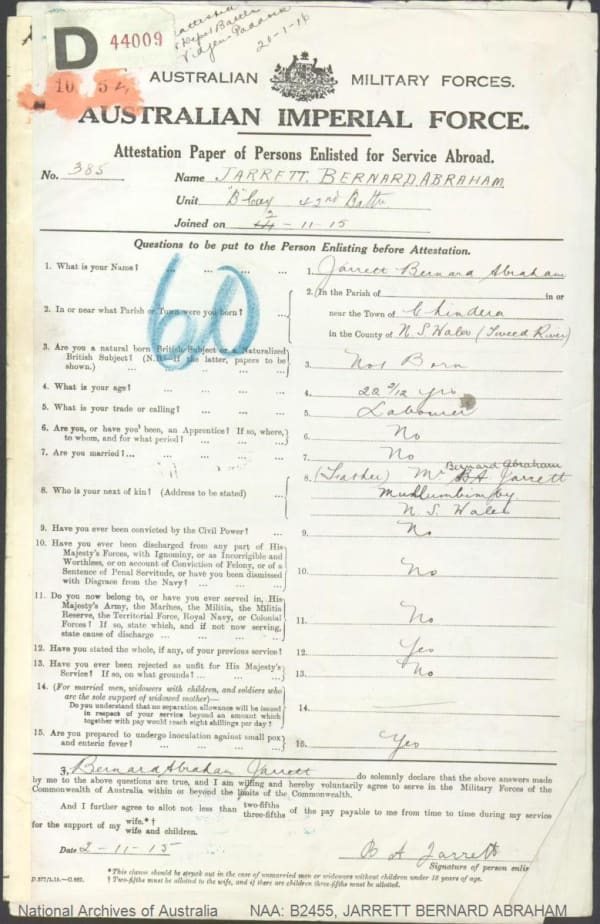 D 44009
20-1-16
10 52
AUSTRALIAN MILITARY FORCES.
AUSTRALIAN IMPERIAL FORCE.
Attestation Paper of Persons Enlisted for Service Abroad.
No. 385 Name JARRETT. BERNARD ABRAHAM
Unit "B" Coy 42nd Battn
Joined on 2-11-15
Questions to be put to the Person Enlisting before Attestation.
60
1. What is your Name? ... ... ... 1. Jarrett Bernard Abraham
2. In or near what Parish or Town were you born? ... 2. In the Parish of in or
near the Town of Chindera
in the County of N S Wales (Tweed River)
3. Are you a natural born British Subject or a Naturalized
British Subject? (N.B.—If the latter, papers to be
shown.) ... ... 3. Nat Born
4. What is your age? ... ... ... 4. 22 2/12 yrs
5. What is your trade or calling? ... ... 5. Labourer
6. Are you, or have you been, an Apprentice? If so, where,
to whom, and for what period? ... ... 6. No
7. Are you married? ... ... ... 7. No
Bernard Abraham
8. Who is your next of kin? (Address to be stated) ... 8. (Father) Mr B A Jarrett
Mullumbimby
N S. Wales
9. Have you ever been convicted by the Civil Power? ... 9. No
10. Have you ever been discharged from any part of His
Majesty's Forces, with Ignominy, or as Incorrigible and
Worthless, or on account of Conviction of Felony, or of a
Sentence of Penal Servitude, or have you been dismissed
with Disgrace from the Navy? ... ... 10. No
11. Do you now belong to, or have you ever served in, His
Majesty's Army, the Marines, the Militia, the Militia
Reserve, the Territorial Force, Royal Navy, or Colonial
Forces? If so, state which, and if not now serving,
state cause of discharge ... ... ... 11. No
12. Have you stated the whole, if any, of your previous service? 12. Yes
13. Have you ever been rejected as unfit for His Majesty's
Service? If so, on what grounds? ... ... 13. No
14. (For married men, widowers with children, and soldiers who
are the sole support of widowed mother)—
Do you understand that no separation allowance will be issued
in respect of your service beyond an amount which
together with pay would reach eight shillings per day? 14.
15. Are you prepared to undergo inoculation against small pox
and enteric fever? ... ... ... 15. Yes
I, Bernard Abraham Jarrett do solemnly declare that the above answers made
by me to the above questions are true, and I am willing and hereby voluntarily agree to serve in the Military Forces of the
Commonwealth of Australia within or beyond the limits of the Commonwealth.
And I further agree to allot not less than two-fifths
three-fifths of the pay payable to me from time to time during my service
for the support of my wife.*†
wife and children.
Date 2-11-15 B A Jarrett
Signature of person enlis
*This clause should be struck out in the case of unmarried men or widowers without children under 18 years of age.
† Two-fifths must be allotted to the wife, and if there are children three-fifths must be allotted.
National Archives of Australia NAA: B2455, JARRETT BERNARD ABRAHAM